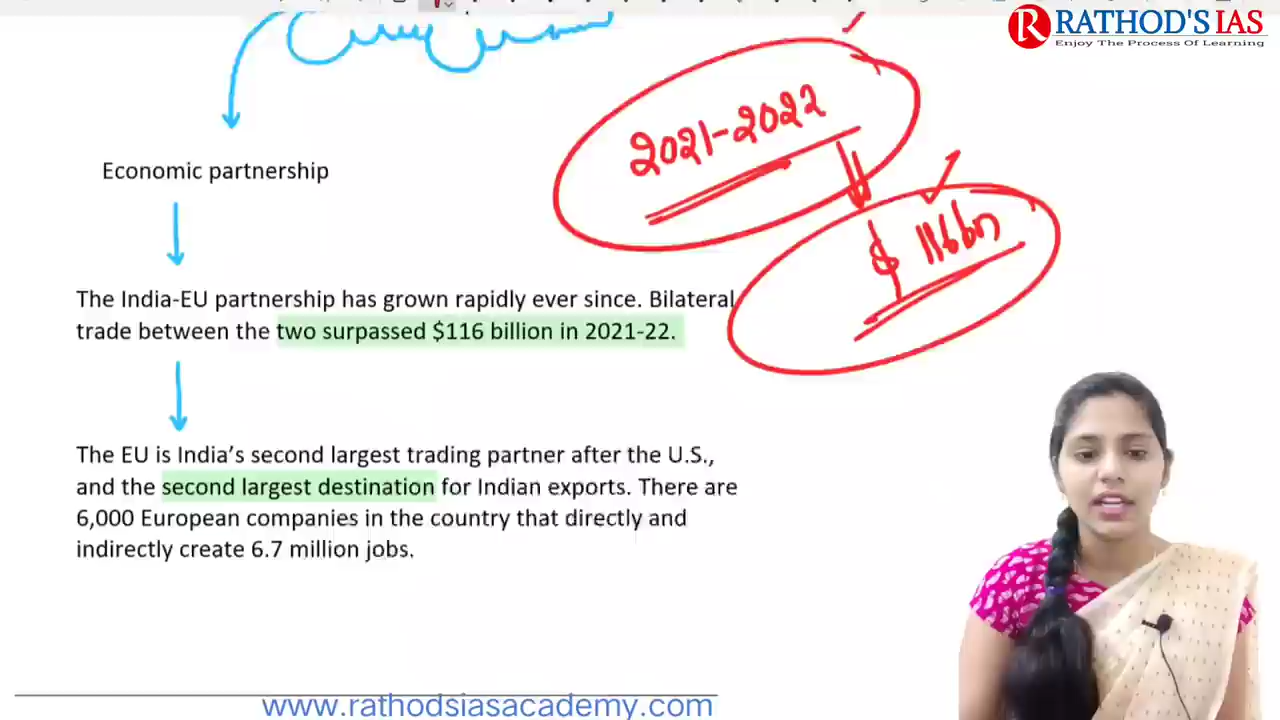 RATHOD'S IAS
Enjoy The Process Of Learning
2021-2022
$ 116bn
Economic partnership
The India-EU partnership has grown rapidly ever since. Bilateral
trade between the two surpassed $116 billion in 2021-22.
The EU is India’s second largest trading partner after the U.S.,
and the second largest destination for Indian exports. There are
6,000 European companies in the country that directly and
indirectly create 6.7 million jobs.
www.rathodsiasacademy.com